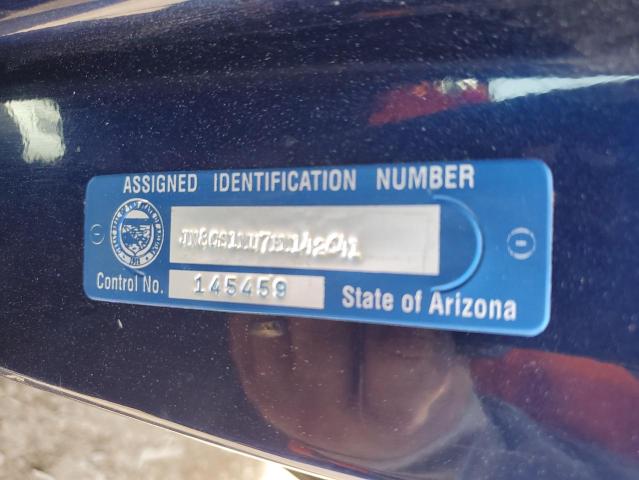 ASSIGNED IDENTIFICATION NUMBER
Control No. 145459
State of Arizona